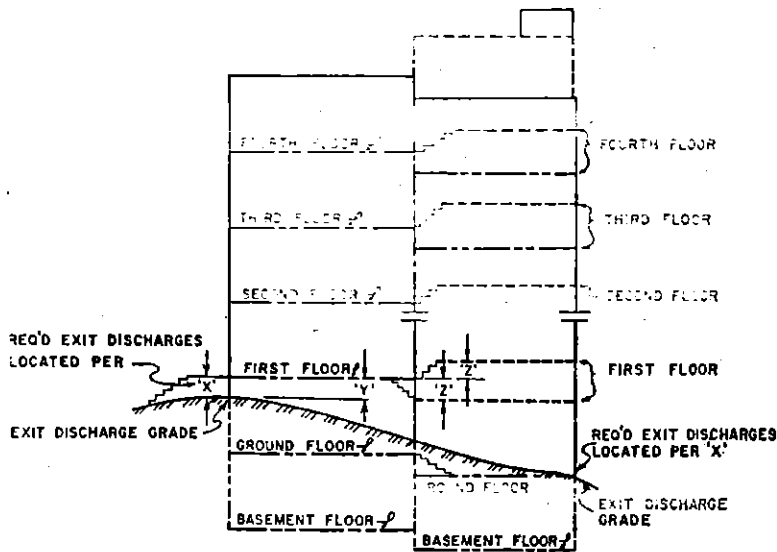 FOURTH FLOOR
FOURTH FLOOR
THIRD FLOOR
THIRD FLOOR
SECOND FLOOR
SECOND FLOOR
REQ'D EXIT DISCHARGES
LOCATED PER
'X'
FIRST FLOOR
'Y'
'Z'
'Z'
FIRST FLOOR
EXIT DISCHARGE GRADE
GROUND FLOOR
REQ'D EXIT DISCHARGES
LOCATED PER 'X'
ROUND FLOOR
EXIT DISCHARGE
GRADE
BASEMENT FLOOR
BASEMENT FLOOR